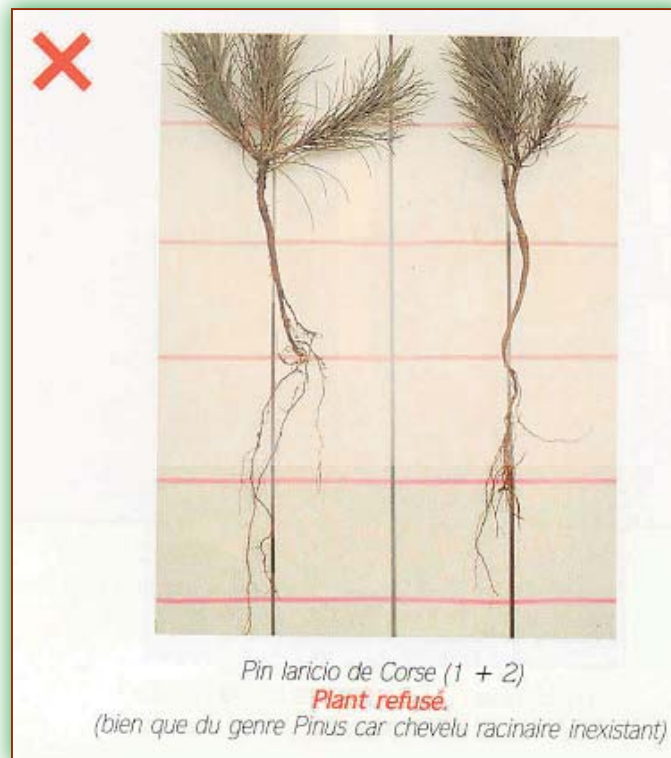 Pin laricio de Corse (1 + 2)
Plant refusé.
(bien que du genre Pinus car chevelu racinaire inexistant)